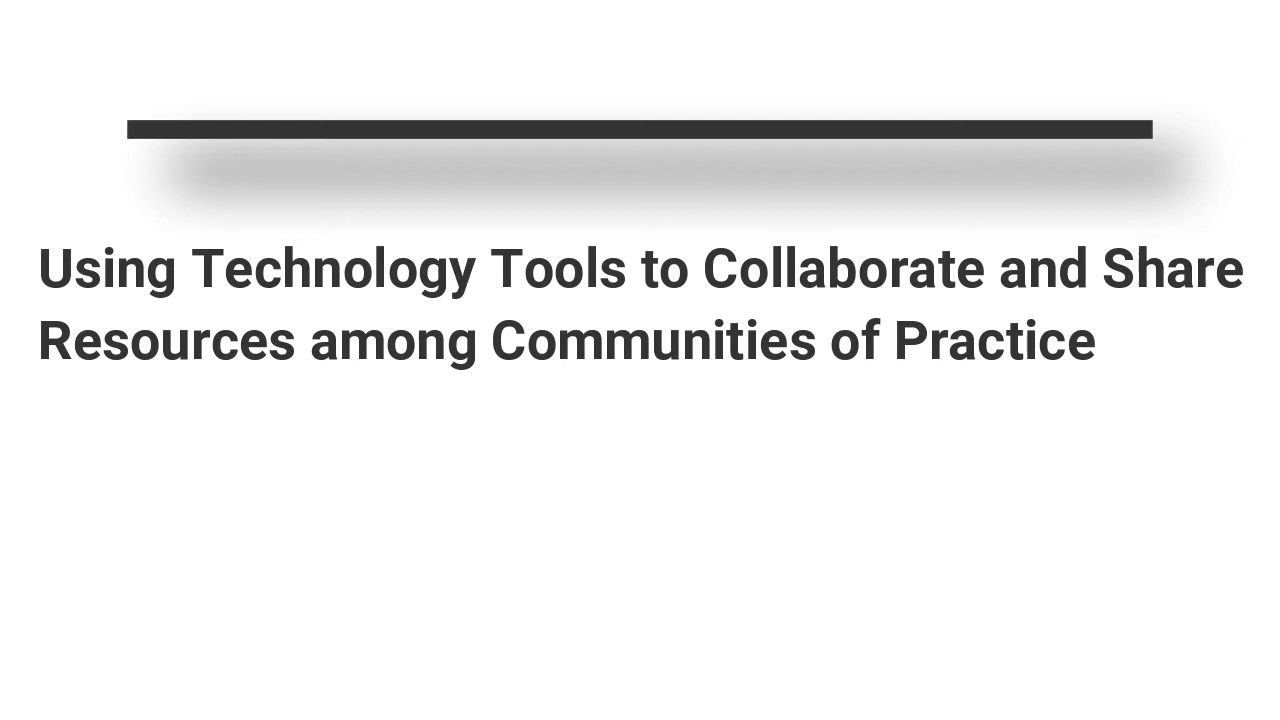 Using Technology Tools to Collaborate and Share
Resources among Communities of Practice